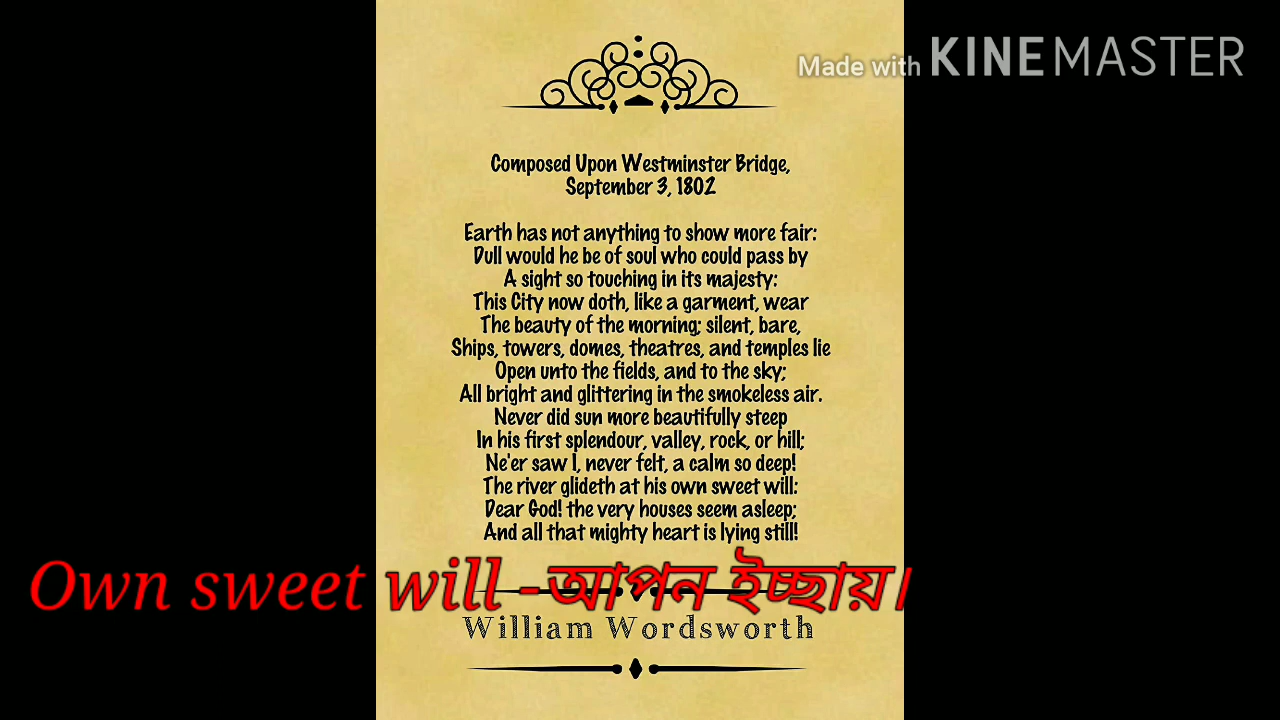 Made with KINEMASTER
Composed Upon Westminster Bridge,
September 3, 1802
Earth has not anything to show more fair:
Dull would he be of soul who could pass by
A sight so touching in its majesty:
This City now doth, like a garment, wear
The beauty of the morning; silent, bare,
Ships, towers, domes, theatres, and temples lie
Open unto the fields, and to the sky;
All bright and glittering in the smokeless air.
Never did sun more beautifully steep
In his first splendour, valley, rock, or hill;
Ne'er saw I, never felt, a calm so deep!
The river glideth at his own sweet will:
Dear God! the very houses seem asleep;
And all that mighty heart is lying still!
Own sweet will -আপন ইচ্ছায়।
William Wordsworth